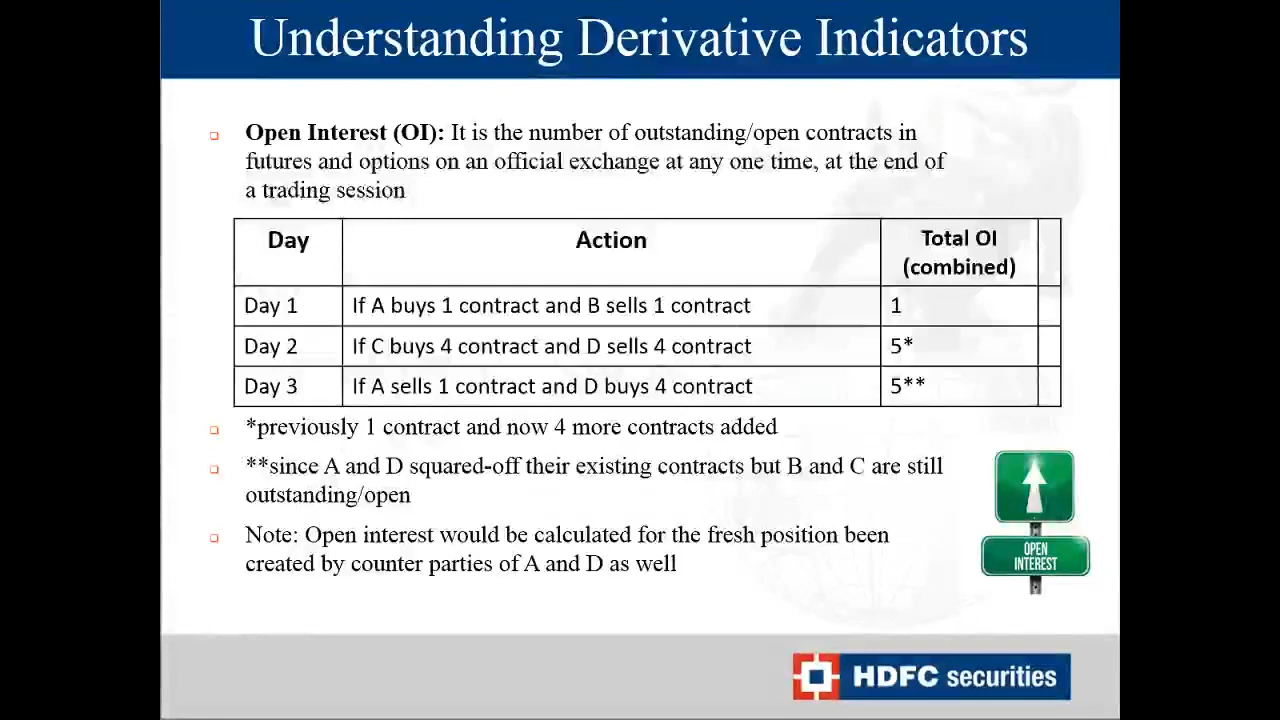 Understanding Derivative Indicators
Open Interest (OI): It is the number of outstanding/open contracts in
futures and options on an official exchange at any one time, at the end of
a trading session
Day Action Total OI
(combined)
Day 1 If A buys 1 contract and B sells 1 contract 1
Day 2 If C buys 4 contract and D sells 4 contract 5*
Day 3 If A sells 1 contract and D buys 4 contract 5**
*previously 1 contract and now 4 more contracts added
**since A and D squared-off their existing contracts but B and C are still
outstanding/open
Note: Open interest would be calculated for the fresh position been
created by counter parties of A and D as well
OPEN
INTEREST
HDFC securities